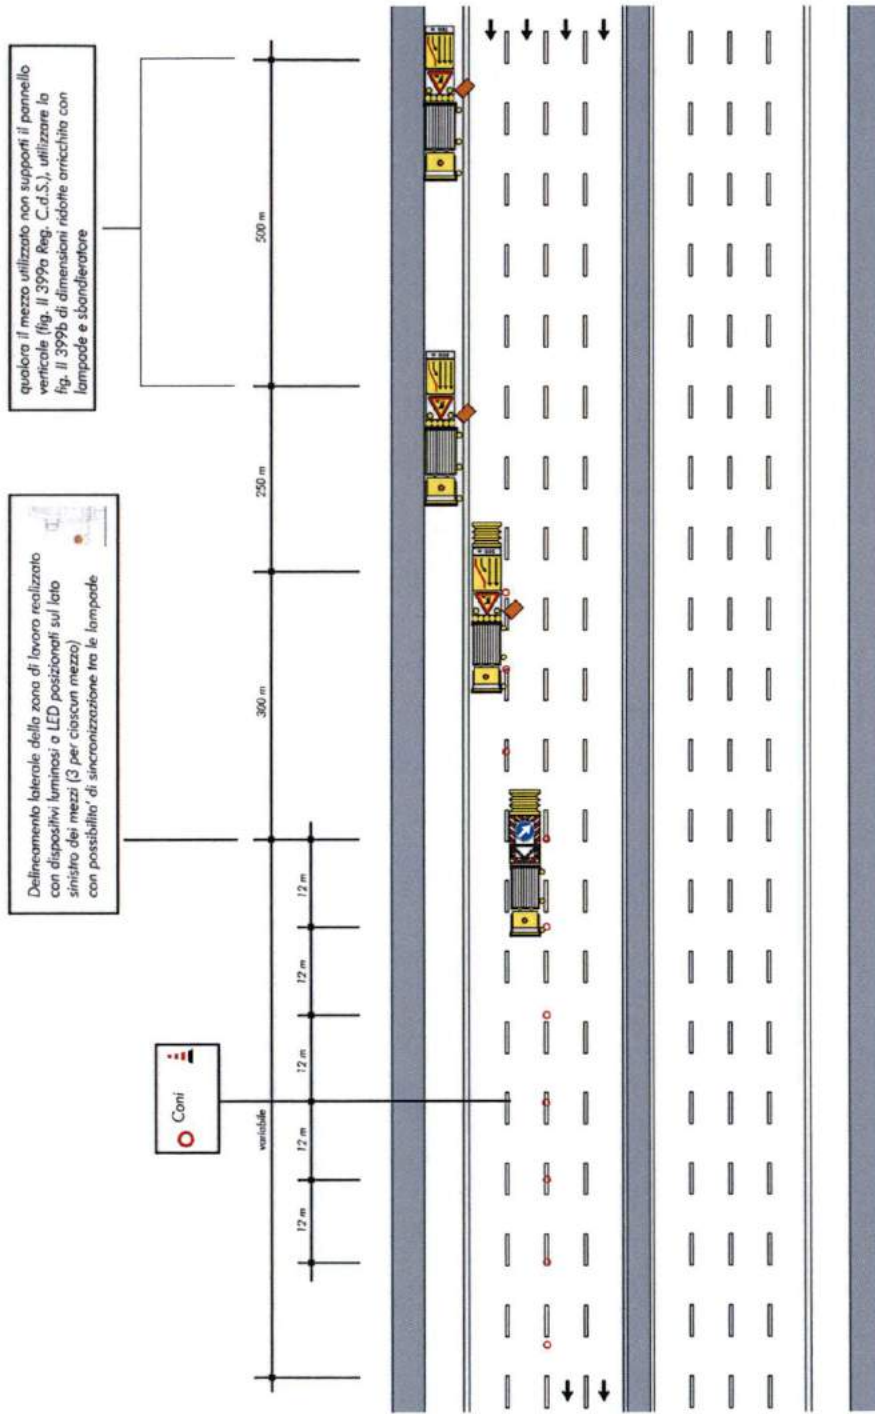 qualora il mezzo utilizzato non supporti il pannello
verticale (fig. II 399a Reg. C.d.S.), utilizzare la
fig. II 399b di dimensioni ridotte arricchita con
lampade e sbandieratore
Delineamento laterale della zona di lavoro realizzato
con dispositivi luminosi a LED posizionati sul lato
sinistro dei mezzi (3 per ciascun mezzo)
con possibilita' di sincronizzazione tra le lampade
Coni
variabile
300 m
250 m
500 m
12 m
12 m
12 m
12 m
12 m